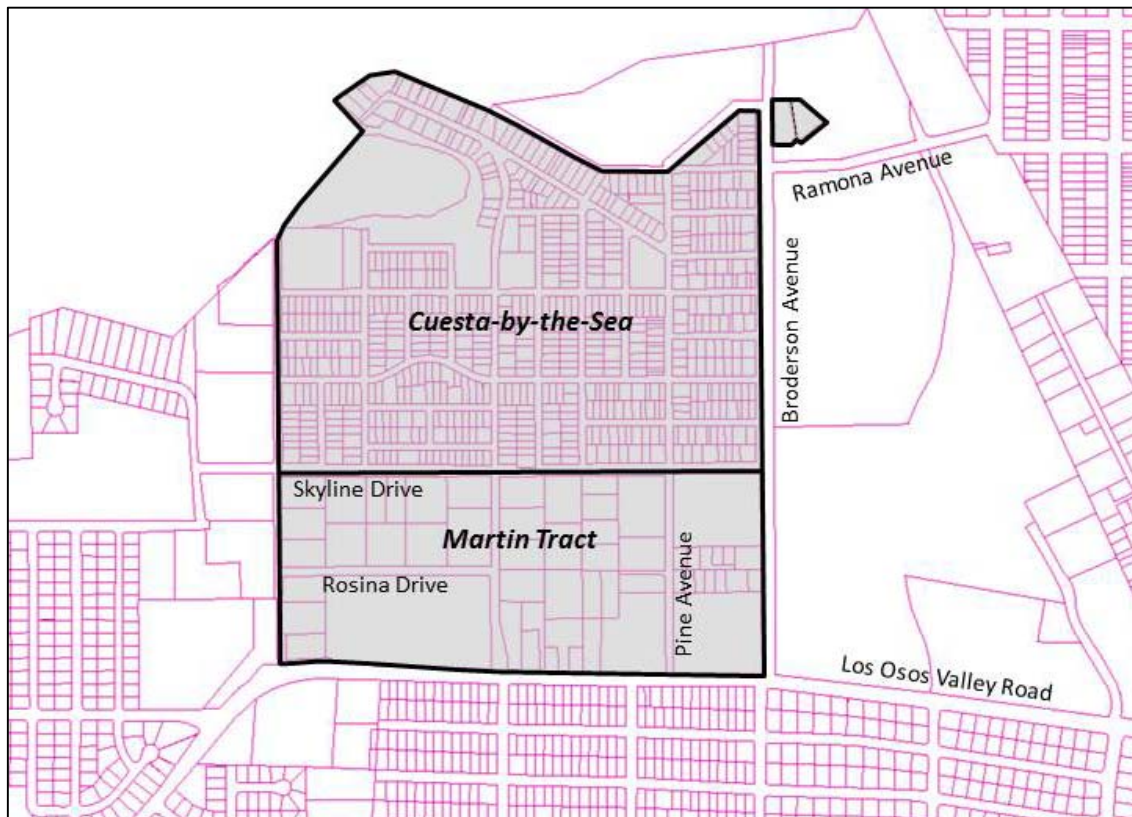 Ramona Avenue
Broderson Avenue
Cuesta-by-the-Sea
Skyline Drive
Martin Tract
Pine Avenue
Rosina Drive
Los Osos Valley Road